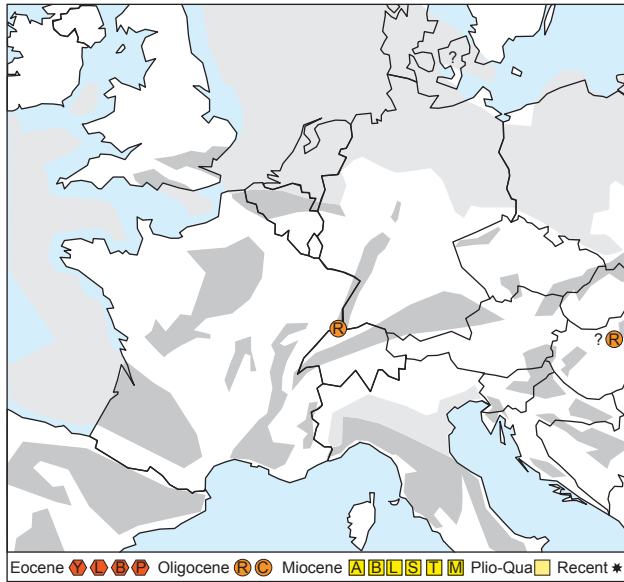 ?
R
? R
Eocene Y L B P Oligocene R C Miocene A B L S T M Plio-Qua Recent